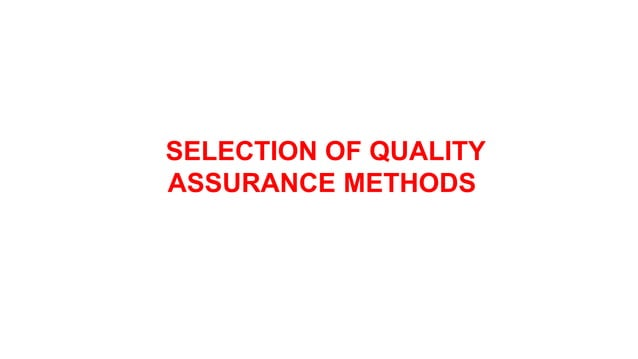 SELECTION OF QUALITY
ASSURANCE METHODS